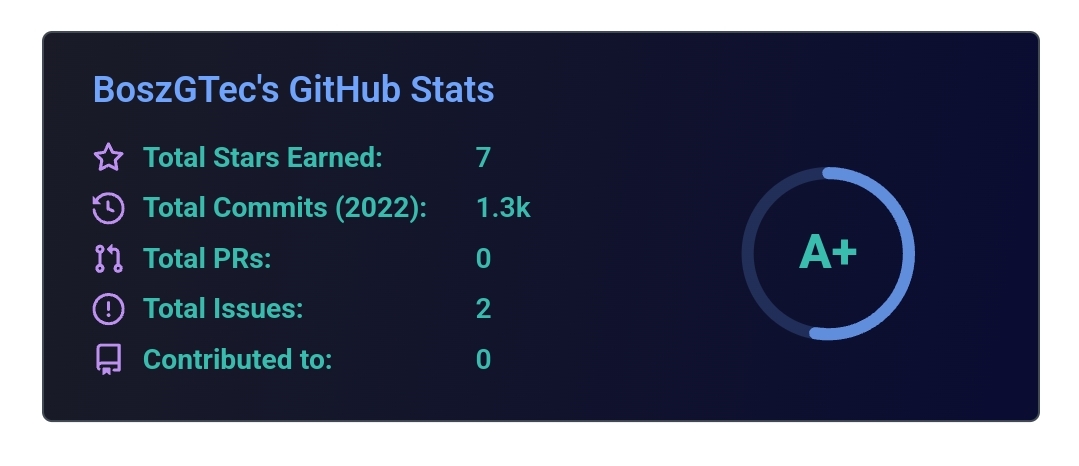 BoszGTec's GitHub Stats
Total Stars Earned: 7
Total Commits (2022): 1.3k
Total PRs: 0
Total Issues: 2
Contributed to: 0
A+